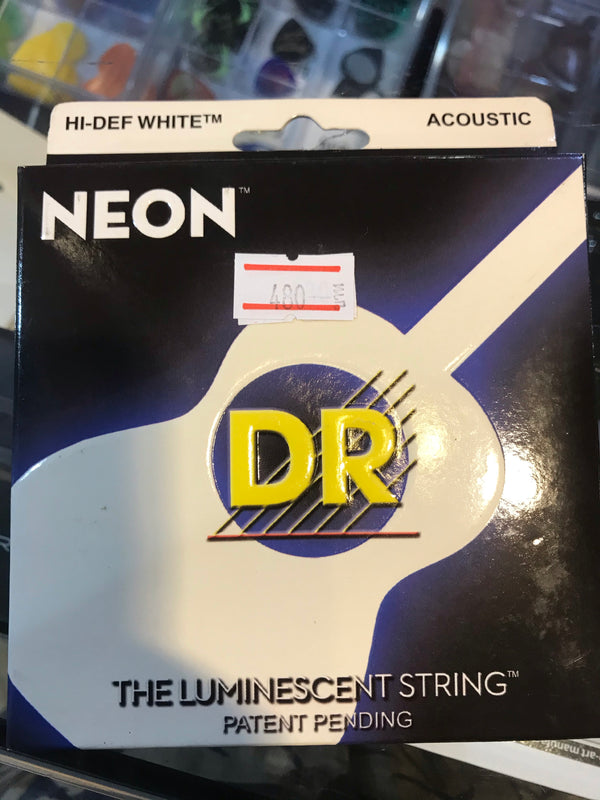 HI-DEF WHITE™
ACOUSTIC
NEON™
480
DR
THE LUMINESCENT STRING™
PATENT PENDING